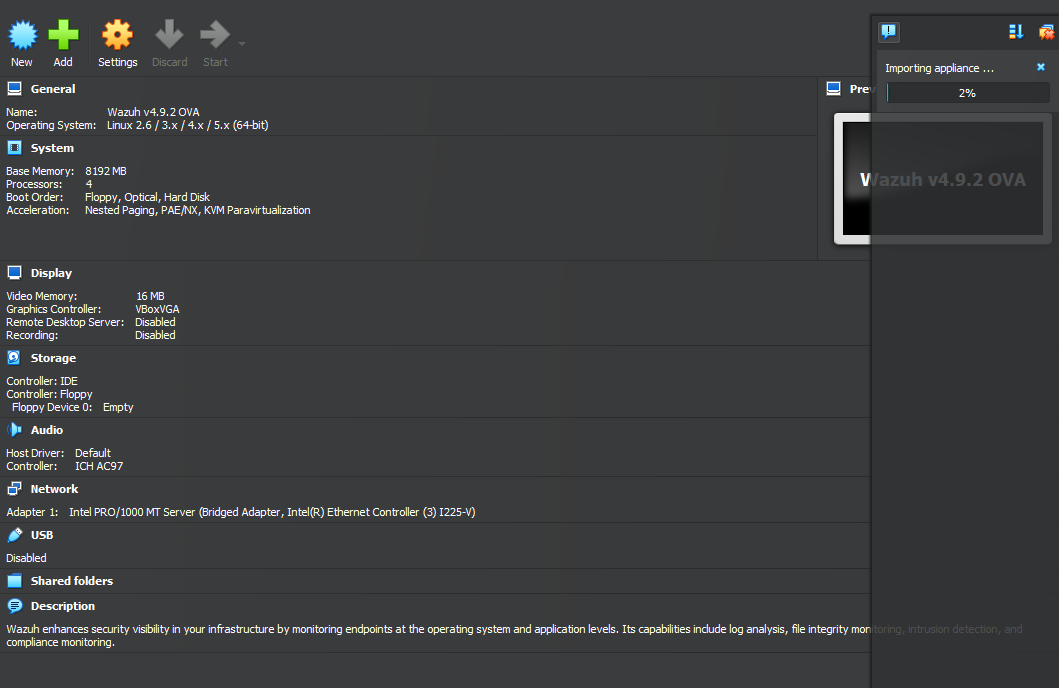 New
Add
Settings
Discard
Start
Importing appliance ...
2%
General
Name: Wazuh v4.9.2 OVA
Operating System: Linux 2.6 / 3.x / 4.x / 5.x (64-bit)
Prev
Wazuh v4.9.2 OVA
System
Base Memory: 8192 MB
Processors: 4
Boot Order: Floppy, Optical, Hard Disk
Acceleration: Nested Paging, PAE/NX, KVM Paravirtualization
Display
Video Memory: 16 MB
Graphics Controller: VBoxVGA
Remote Desktop Server: Disabled
Recording: Disabled
Storage
Controller: IDE
Controller: Floppy
Floppy Device 0: Empty
Audio
Host Driver: Default
Controller: ICH AC97
Network
Adapter 1: Intel PRO/1000 MT Server (Bridged Adapter, Intel(R) Ethernet Controller (3) I225-V)
USB
Disabled
Shared folders
Description
Wazuh enhances security visibility in your infrastructure by monitoring endpoints at the operating system and application levels. Its capabilities include log analysis, file integrity monitoring, intrusion detection, and
compliance monitoring.